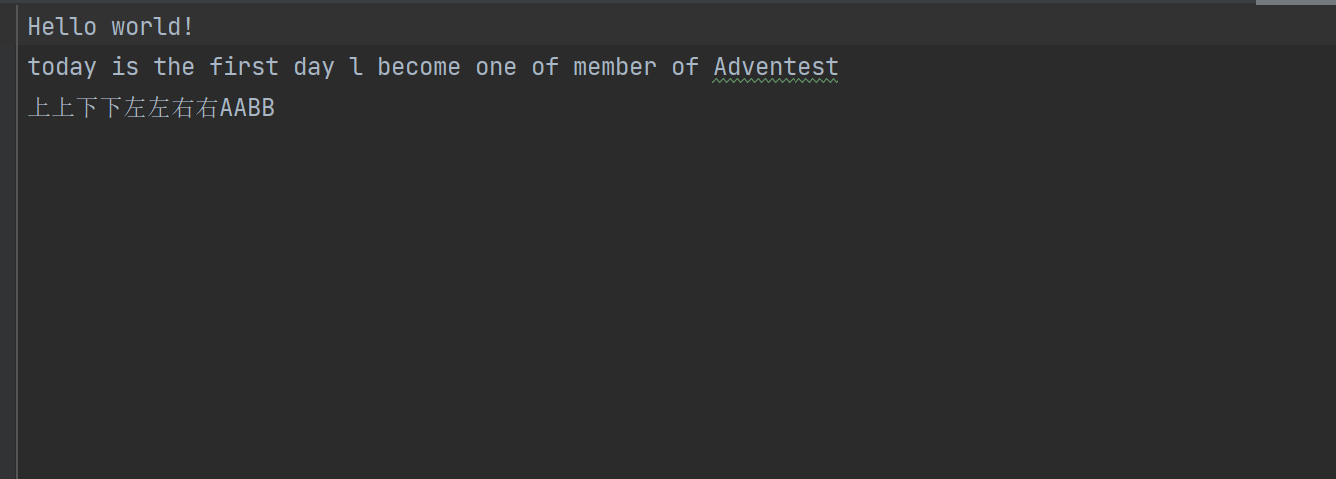 Hello world!
today is the first day l become one of member of Adventest
上上下下左左右右AABB